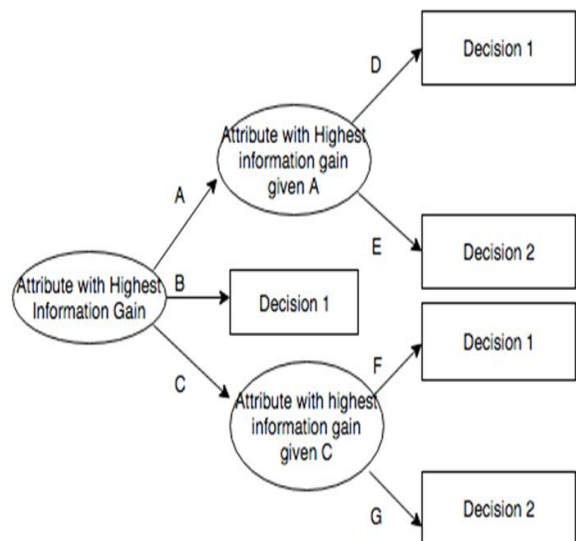 D
Decision 1
Attribute with Highest
information gain
given A
A
E
Decision 2
Attribute with Highest
Information Gain
B
Decision 1
C
F
Decision 1
Attribute with highest
information gain
given C
G
Decision 2